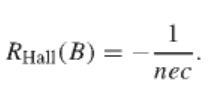 R_Hall(B) = −1/nec.